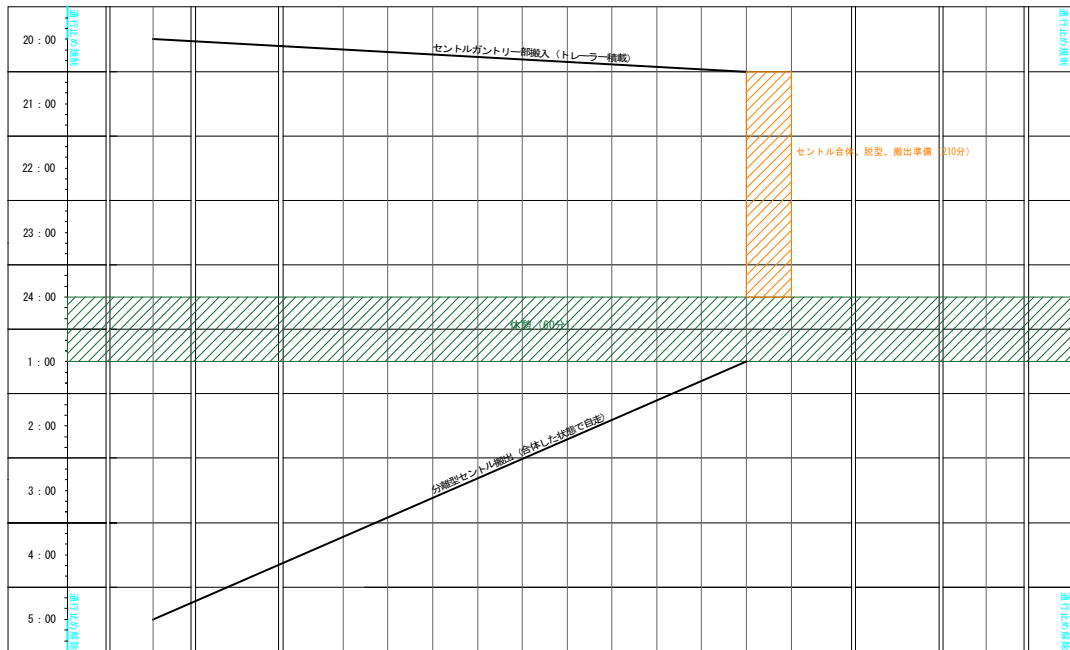 通行止め規制
通行止め規制
20：00
セントルガントリー部搬入（トレーラー積載）
21：00
セントル合体、脱型、搬出準備（210分）
22：00
23：00
24：00
休憩（60分）
1：00
2：00
分離型セントル搬出（合体した状態で自走）
3：00
4：00
5：00
通行止め解除
通行止め解除